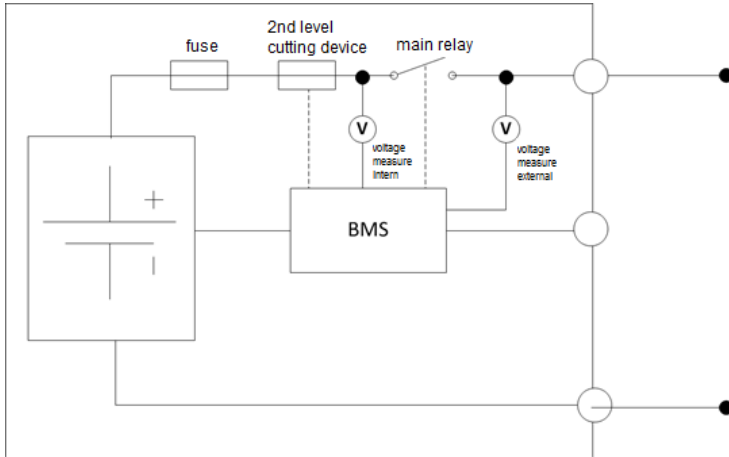 fuse
2nd level
cutting device
main relay
V
voltage
measure
Intern
V
voltage
measure
external
+
BMS